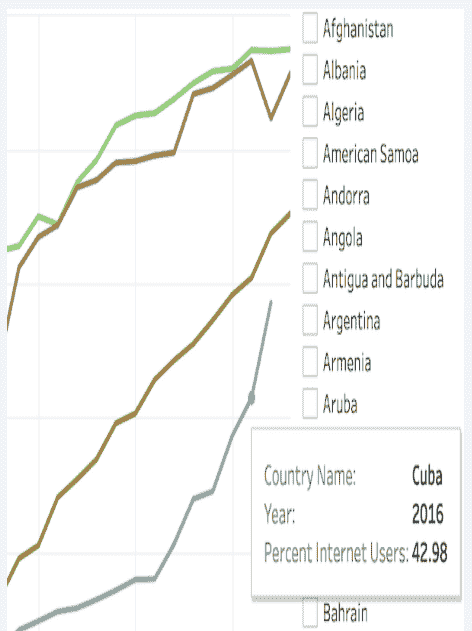 Afghanistan
Albania
Algeria
American Samoa
Andorra
Angola
Antigua and Barbuda
Argentina
Armenia
Aruba
Country Name: Cuba
Year: 2016
Percent Internet Users: 42.98
Bahrain